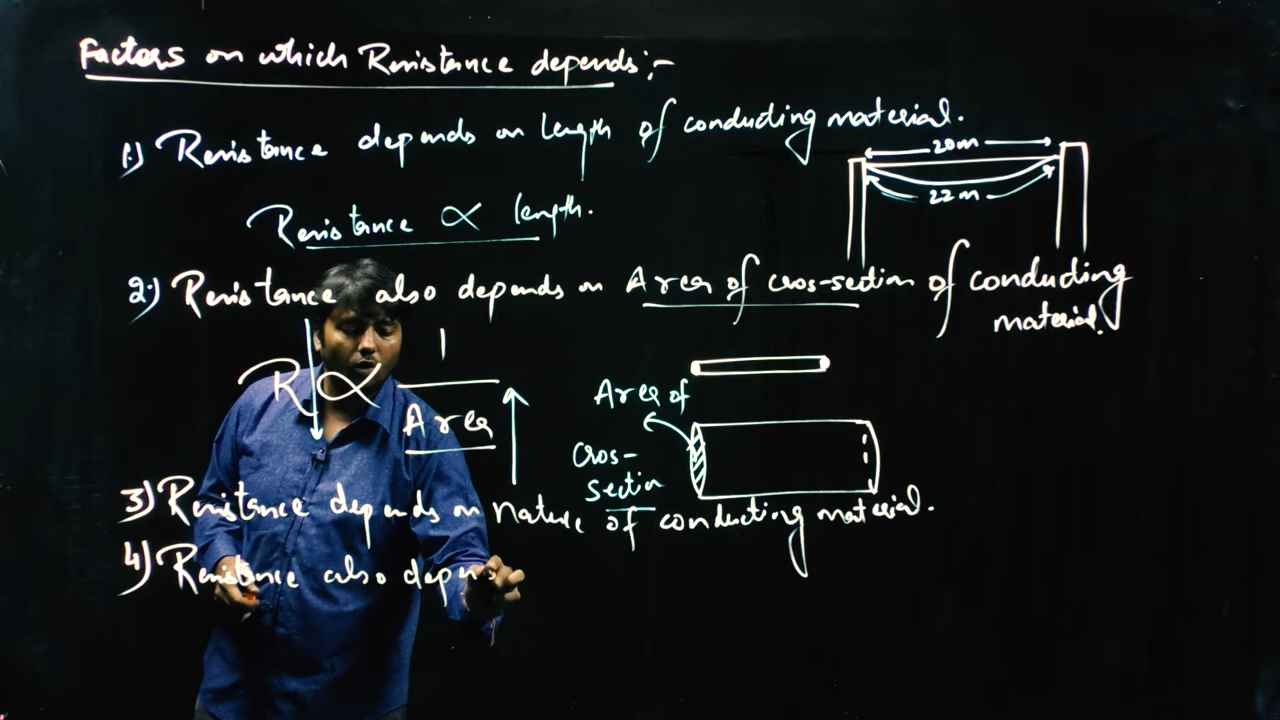 Factors on which Resistance depends:-
1.) Resistance depends on length of conducting material.
20m
22m
Resistance ∝ length.
2.) Resistance also depends on Area of cross-section of conducting
material.
R ∝ 1
Area
Area of
Cros-
section
3) Resistance depends on nature of conducting material.
4) Resistance also depen